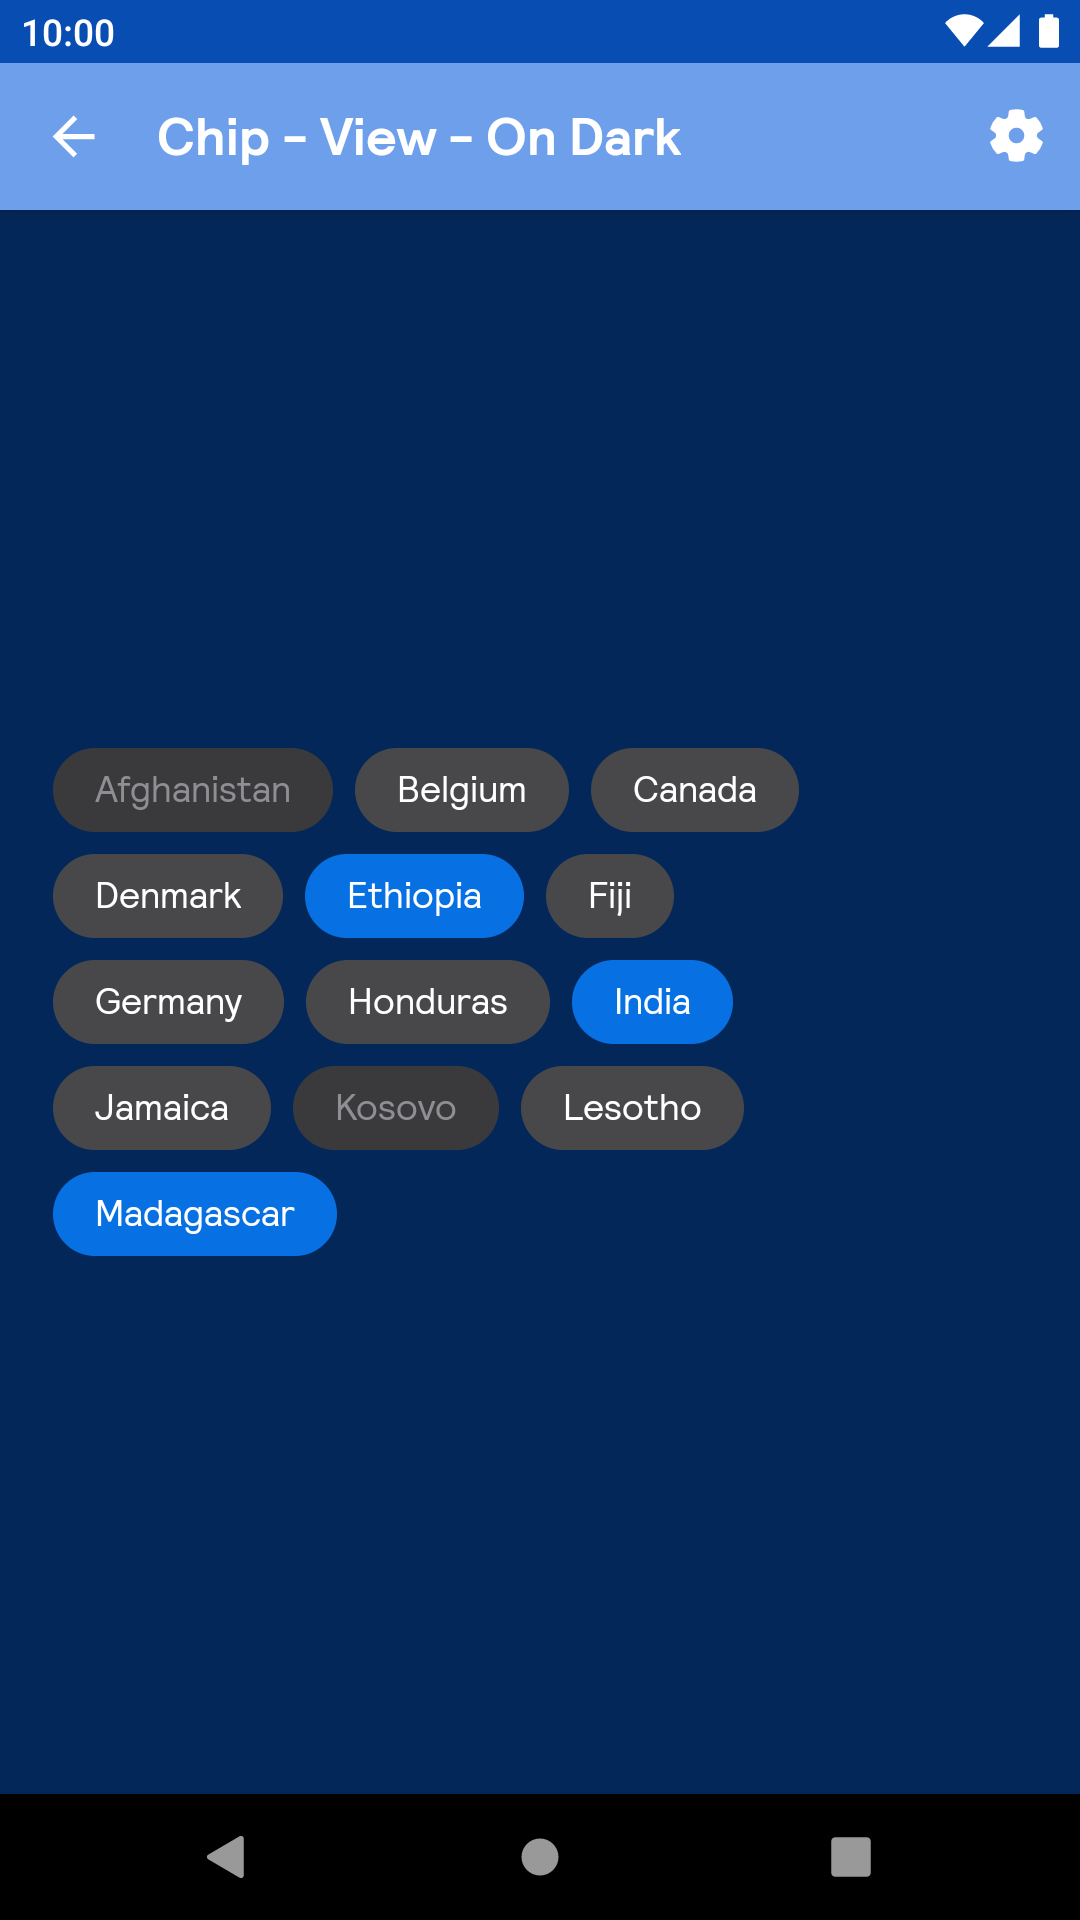 10:00
Chip - View - On Dark
Afghanistan Belgium Canada
Denmark Ethiopia Fiji
Germany Honduras India
Jamaica Kosovo Lesotho
Madagascar